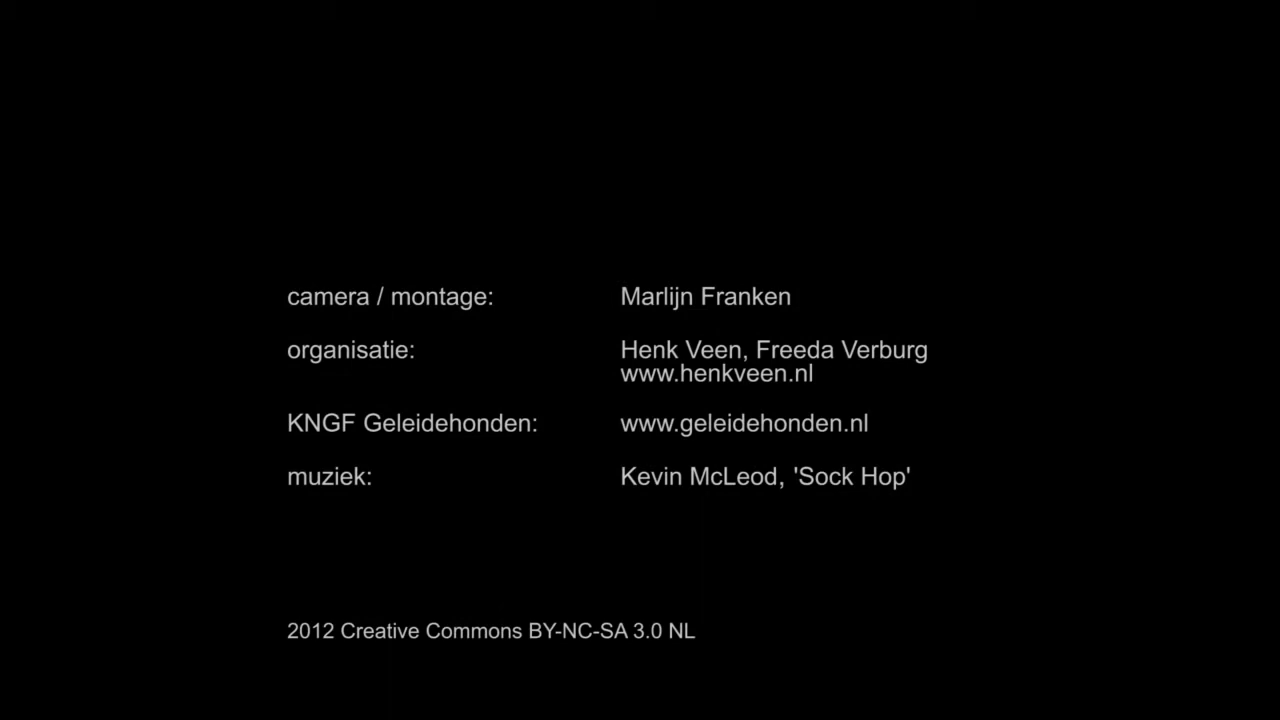 camera / montage: Marlijn Franken
organisatie: Henk Veen, Freeda Verburg
www.henkveen.nl
KNGF Geleidehonden: www.geleidehonden.nl
muziek: Kevin McLeod, 'Sock Hop'
2012 Creative Commons BY-NC-SA 3.0 NL